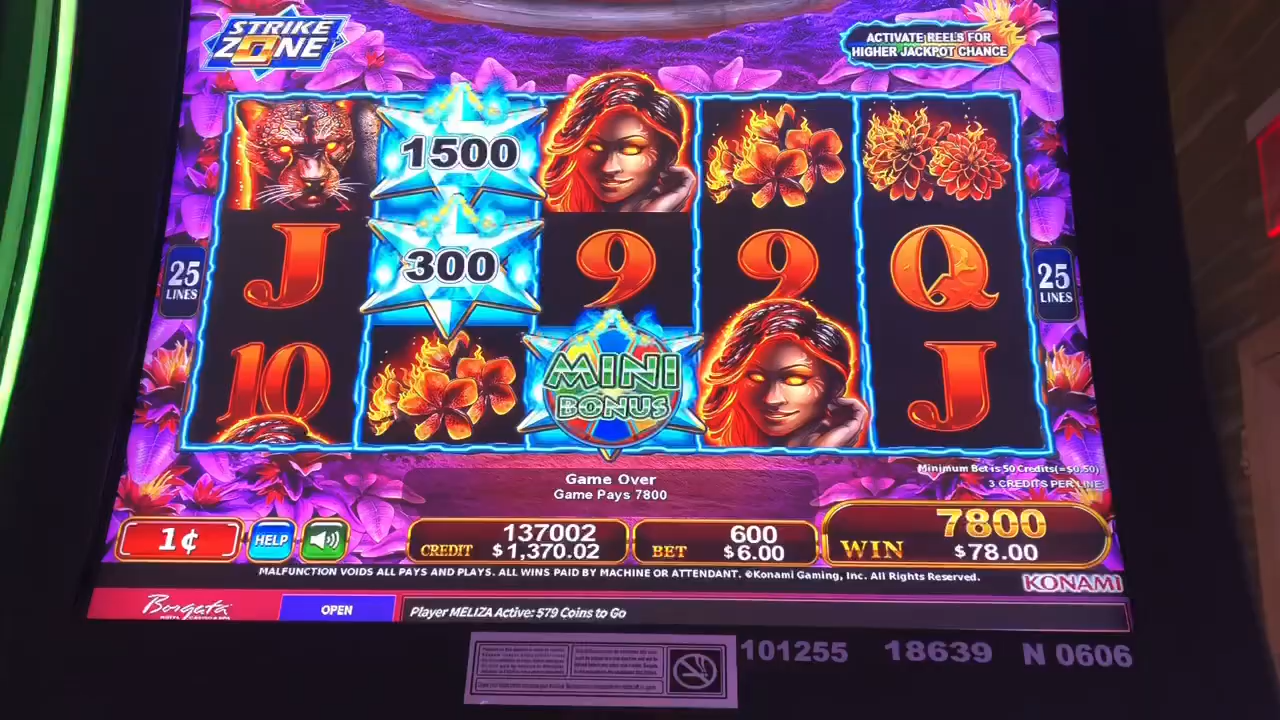 STRIKE
ZONE
ACTIVATE REELS FOR
HIGHER JACKPOT CHANCE
1500
J
300
9
9
Q
25
LINES
25
LINES
10
MINI
BONUS
J
Minimum Bet is 50 Credits(=$0.50)
3 CREDITS PER LINE
Game Over
Game Pays 7800
1¢
HELP
CREDIT
137002
$1,370.02
BET
600
$6.00
WIN
7800
$78.00
MALFUNCTION VOIDS ALL PAYS AND PLAYS. ALL WINS PAID BY MACHINE OR ATTENDANT. ©Konami Gaming, Inc. All Rights Reserved.
KONAMI
Borgata
HOTEL CASINO & SPA
OPEN
Player MELIZA Active: 579 Coins to Go
101255 18639 N 0606